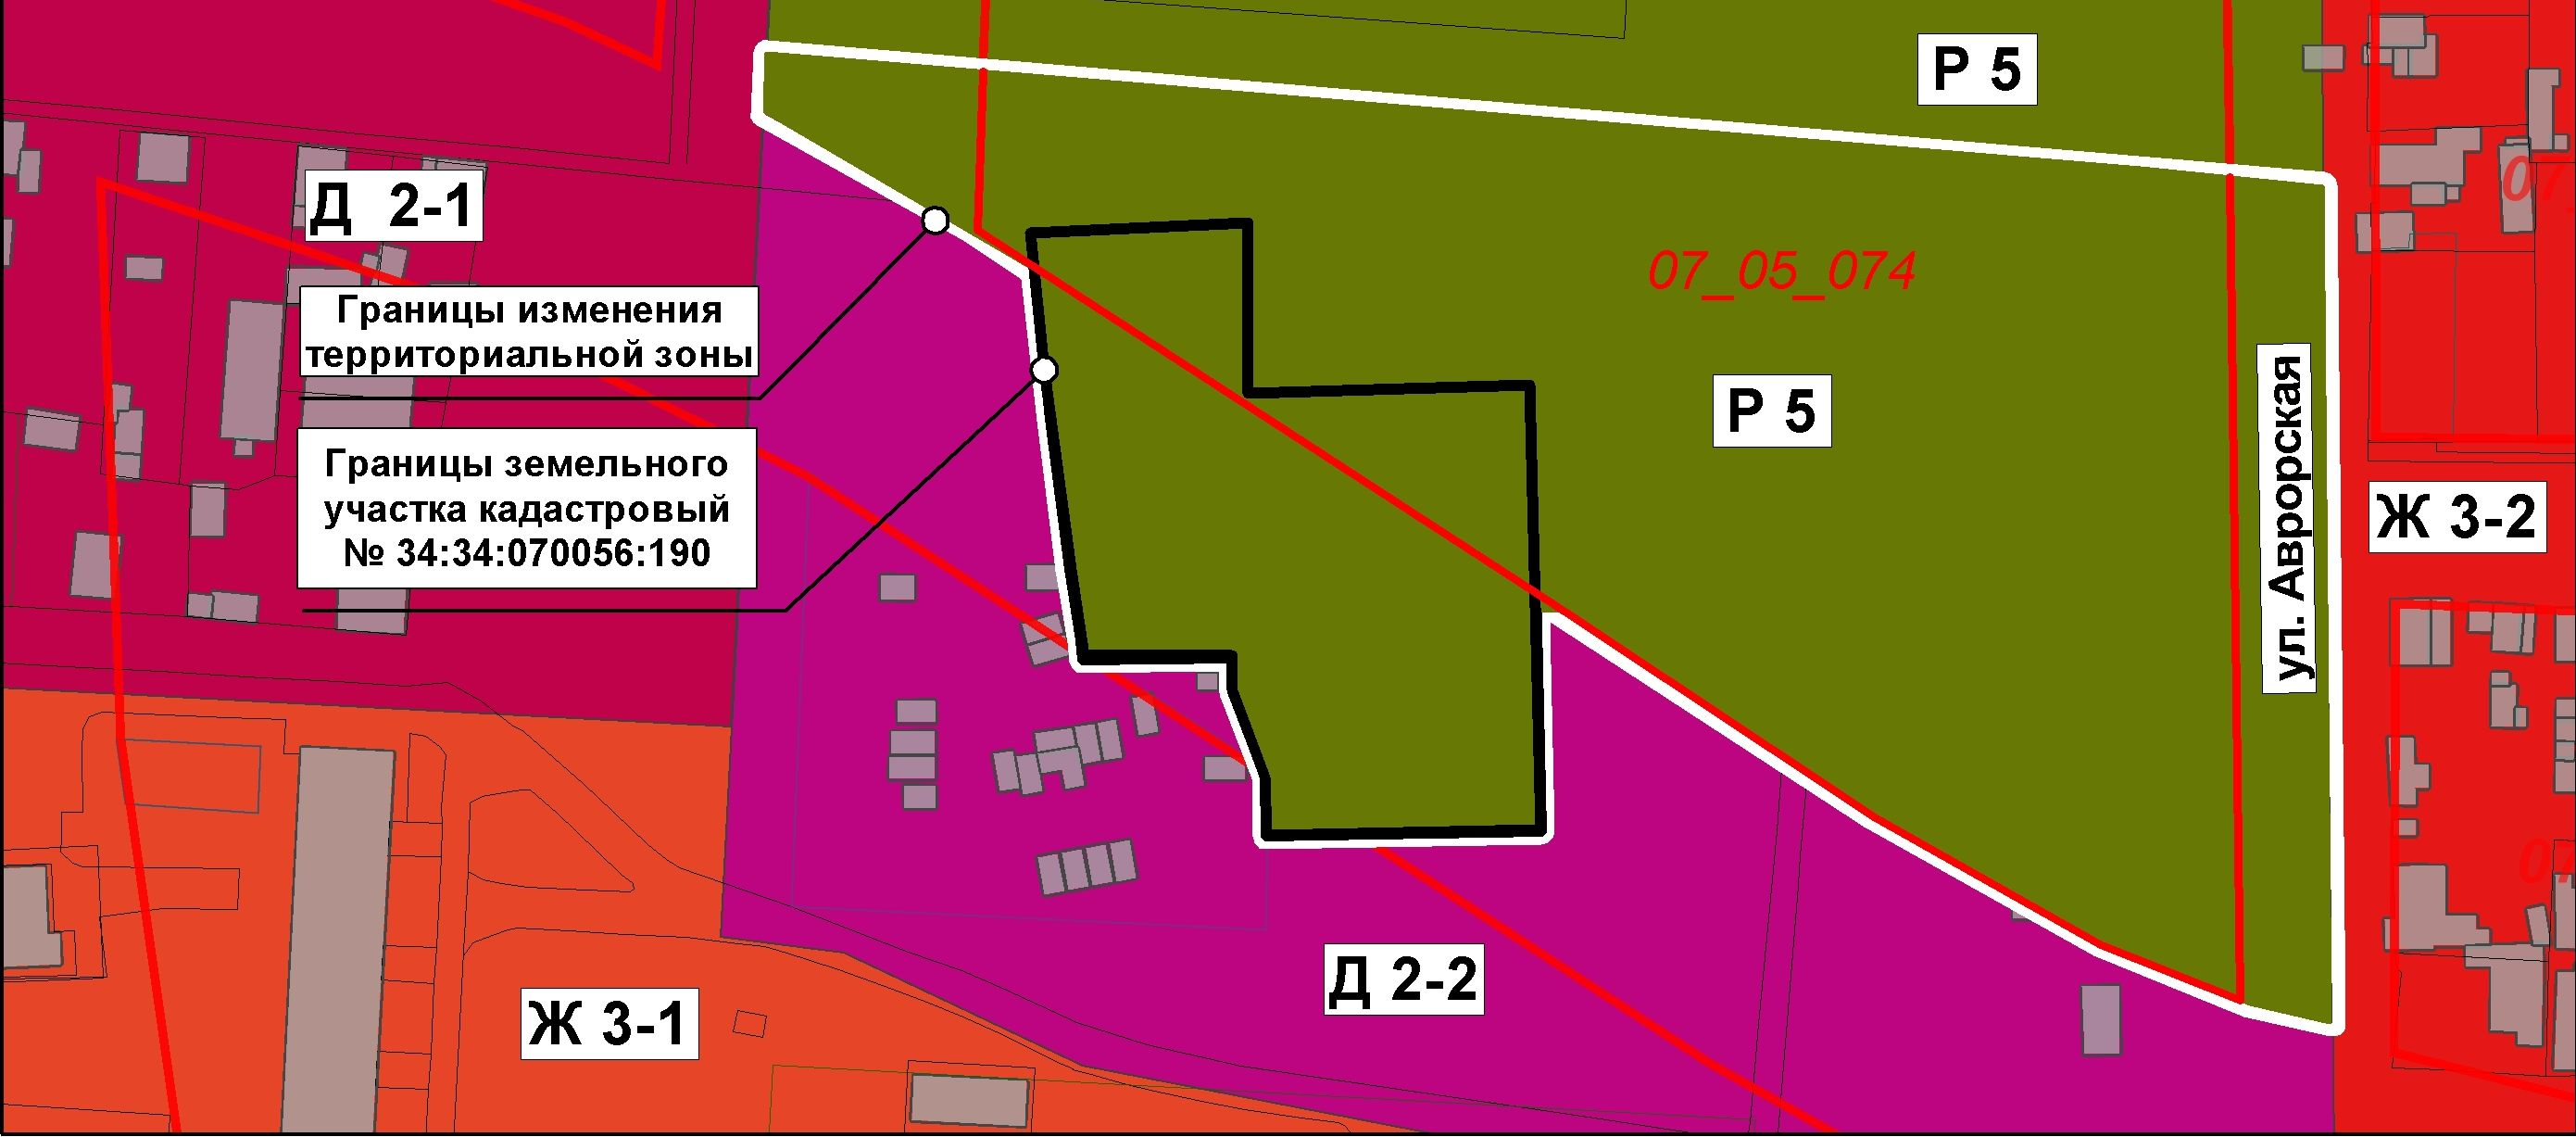 Р 5
Д 2-1
07_05_074
Границы изменения
территориальной зоны
Р 5
ул. Аврорская
Границы земельного
участка кадастровый
№ 34:34:070056:190
Ж 3-2
Д 2-2
Ж 3-1